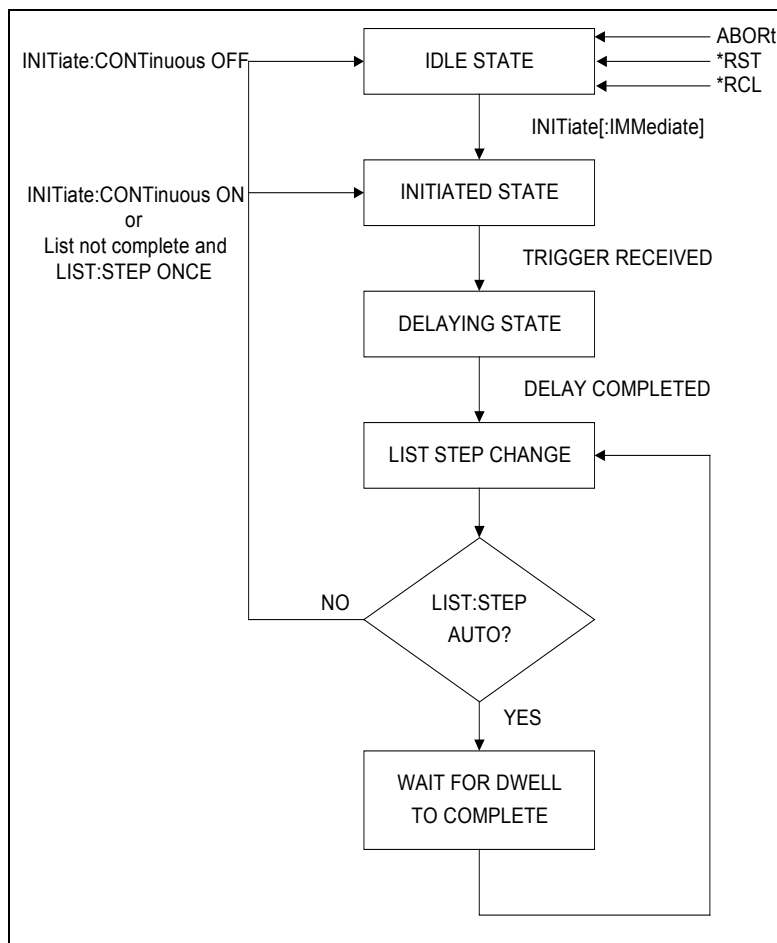 ABORt
INITiate:CONTinuous OFF
IDLE STATE
*RST
*RCL
INITiate[:IMMediate]
INITiate:CONTinuous ON
or
List not complete and
LIST:STEP ONCE
INITIATED STATE
TRIGGER RECEIVED
DELAYING STATE
DELAY COMPLETED
LIST STEP CHANGE
NO
LIST:STEP
AUTO?
YES
WAIT FOR DWELL
TO COMPLETE